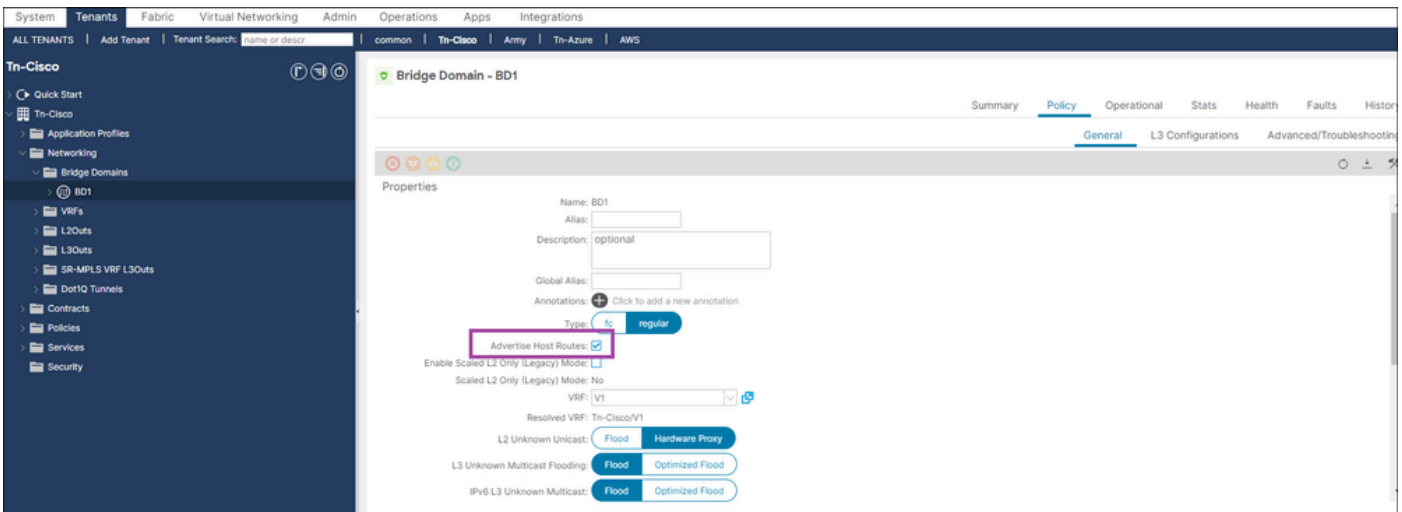 System Tenants Fabric Virtual Networking Admin Operations Apps Integrations
ALL TENANTS | Add Tenant | Tenant Search: name or descr | common | Tn-Cisco | Army | Tn-Azure | AWS
Tn-Cisco
Quick Start
Tn-Cisco
Application Profiles
Networking
Bridge Domains
BD1
VRFs
L2Outs
L3Outs
SR-MPLS VRF L3Outs
Dot1Q Tunnels
Contracts
Policies
Services
Security
Bridge Domain - BD1
Summary Policy Operational Stats Health Faults History
General L3 Configurations Advanced/Troubleshooting
Properties
Name: BD1
Alias:
Description: optional
Global Alias:
Annotations: Click to add a new annotation
Type: fc regular
Advertise Host Routes:
Enable Scaled L2 Only (Legacy) Mode:
Scaled L2 Only (Legacy) Mode: No
VRF: V1
Resolved VRF: Tn-Cisco/V1
L2 Unknown Unicast: Flood Hardware Proxy
L3 Unknown Multicast Flooding: Flood Optimized Flood
IPv6 L3 Unknown Multicast: Flood Optimized Flood